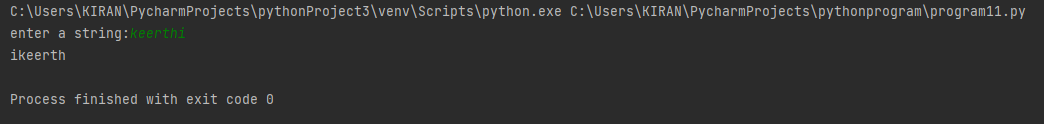 C:\Users\KIRAN\PycharmProjects\pythonProject3\venv\Scripts\python.exe C:\Users\KIRAN\PycharmProjects\pythonprogram\program11.py
enter a string:keerthi
ikeerth
Process finished with exit code 0